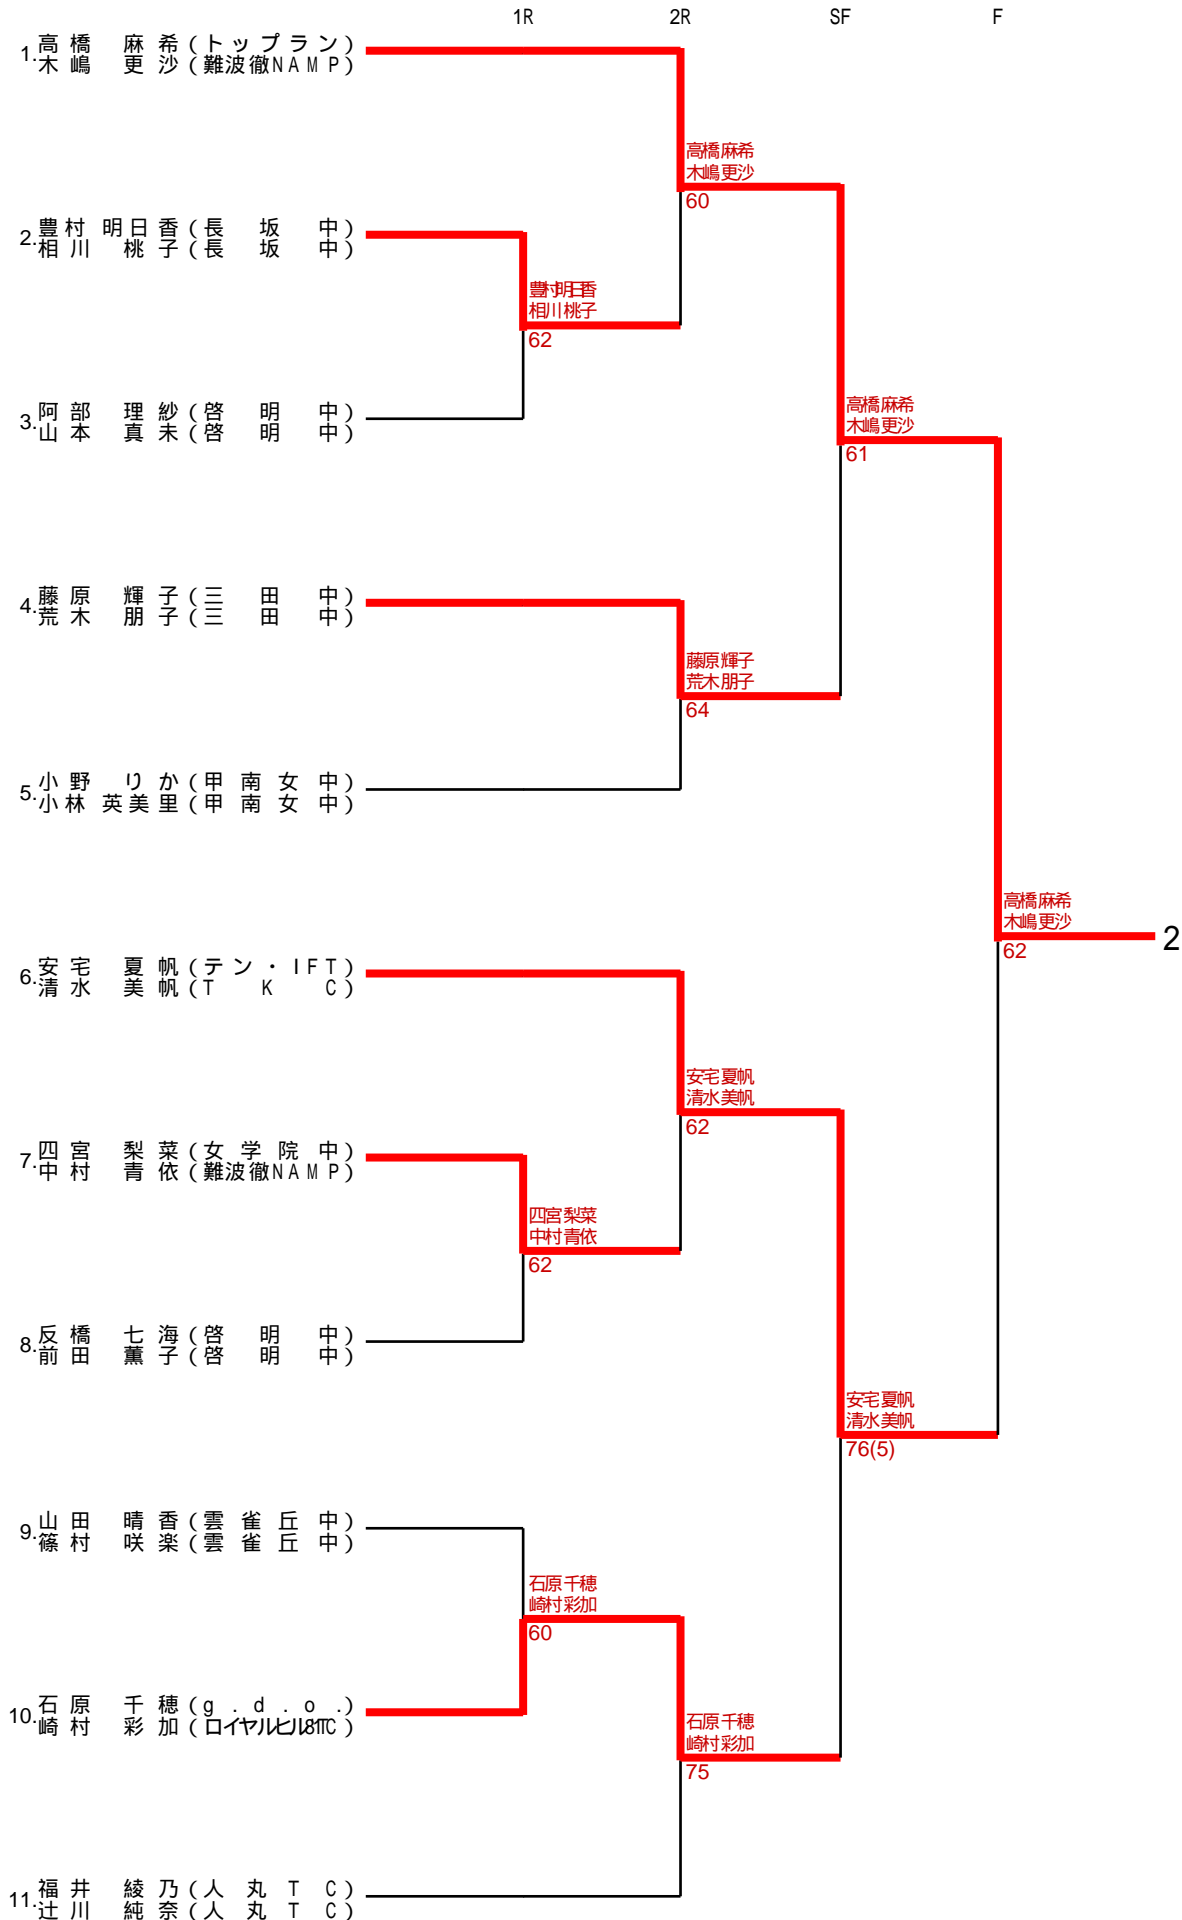 1R 2R SF F
1. 高橋 麻希(トップラン)
木嶋 更沙(難波徹NAMP)
高橋麻希
木嶋更沙
60
2. 豊村 明日香(長坂中)
相川 桃子(長坂中)
豊村明日香
相川桃子
62
3. 阿部 理紗(啓明中)
山本 真未(啓明中)
高橋麻希
木嶋更沙
61
4. 藤原 輝子(三田中)
荒木 朋子(三田中)
藤原輝子
荒木朋子
64
5. 小野 りか(甲南女中)
小林 英美里(甲南女中)
高橋麻希
木嶋更沙
62
2
6. 安宅 夏帆(テン・IFT)
清水 美帆(TKC)
安宅夏帆
清水美帆
62
7. 四宮 梨菜(女学院中)
中村 青依(難波徹NAMP)
四宮梨菜
中村青依
62
8. 反橋 七海(啓明中)
前田 薫子(啓明中)
安宅夏帆
清水美帆
76(5)
9. 山田 晴香(雲雀丘中)
篠村 咲楽(雲雀丘中)
石原千穂
崎村彩加
60
10. 石原 千穂(g.d.o.)
崎村 彩加(ロイヤルヒル81TC)
石原千穂
崎村彩加
75
11. 福井 綾乃(人丸TC)
辻川 純奈(人丸TC)